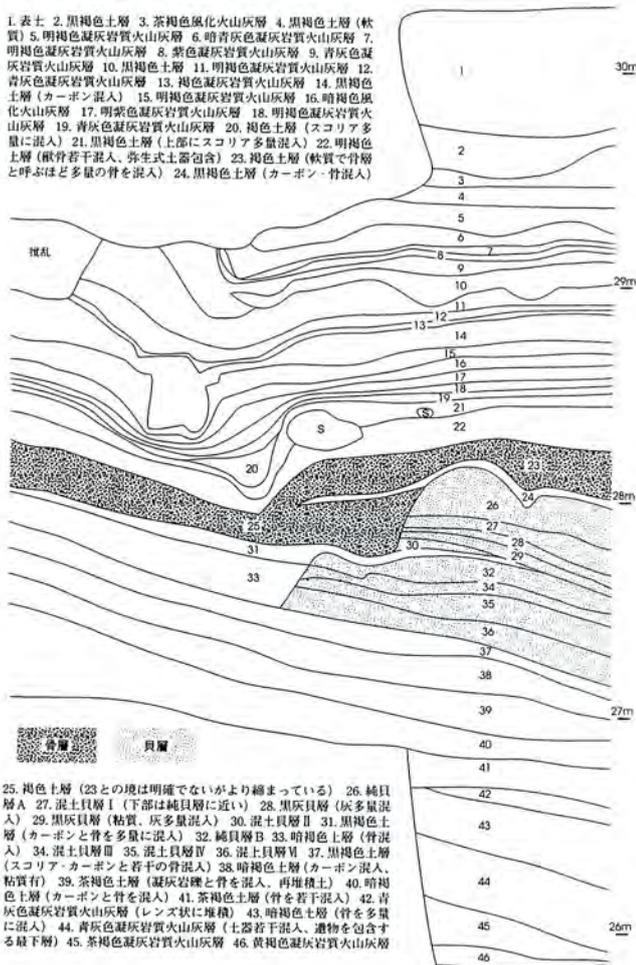 1. 表土 2. 黒褐色土層 3. 茶褐色風化火山灰層 4. 黒褐色土層（軟
質）5. 明褐色凝灰岩質火山灰層 6. 暗青灰色凝灰岩質火山灰層 7.
明褐色凝灰岩質火山灰層 8. 紫色凝灰岩質火山灰層 9. 青灰色凝
灰岩質火山灰層 10. 黒褐色土層 11. 明褐色凝灰岩質火山灰層 12.
青灰色凝灰岩質火山灰層 13. 褐色凝灰岩質火山灰層 14. 黒褐色
土層（カーボン混入） 15. 明褐色凝灰岩質火山灰層 16. 暗褐色風
化火山灰層 17. 明紫色凝灰岩質火山灰層 18. 明褐色凝灰岩質火
山灰層 19. 青灰色凝灰岩質火山灰層 20. 褐色土層（スコリア多
量に混入）21. 黒褐色土層（上部にスコリア多量混入）22. 明褐色
土層（獣骨若干混入、弥生式土器包含）23. 褐色土層（軟質で骨層
と呼ぶほど多量の骨を混入）24. 黒褐色土層（カーボン・骨混入）
30m
1
2
3
4
5
6
7
8
9
撹乱
29m
10
11
12
13
14
15
16
17
18
19
21
S
S
22
20
23
28m
24
26
25
27
28
30
29
31
32
33
34
35
36
37
38
39
27m
40
41
42
43
44
45
26m
46
骨層
貝層
25. 褐色土層（23との境は明確でないがより締まっている） 26. 純貝
層A 27. 混土貝層Ⅰ（下部は純貝層に近い）28. 黒灰貝層（灰多量混
入）29. 黒灰貝層（粘質、灰多量混入）30. 混土貝層Ⅱ 31. 黒褐色土
層（カーボンと骨を多量に混入）32. 純貝層B 33. 暗褐色土層（骨混
入）34. 混土貝層Ⅲ 35. 混土貝層Ⅳ 36. 混土貝層Ⅵ 37. 黒褐色土層
（スコリア・カーボンと若干の骨混入）38. 暗褐色土層（カーボン混入、
粘質有）39. 茶褐色土層（凝灰岩礫と骨を混入、再堆積土）40. 暗褐
色土層（カーボンと骨を混入）41. 茶褐色土層（骨を若干混入）42. 青
灰色凝灰岩質火山灰層（レンズ状に堆積）43. 暗褐色土層（骨を多量
に混入）44. 青灰色凝灰岩質火山灰層（土器若干混入、遺物を包含す
る最下層）45. 茶褐色凝灰岩質火山灰層 46. 黄褐色凝灰岩質火山灰層